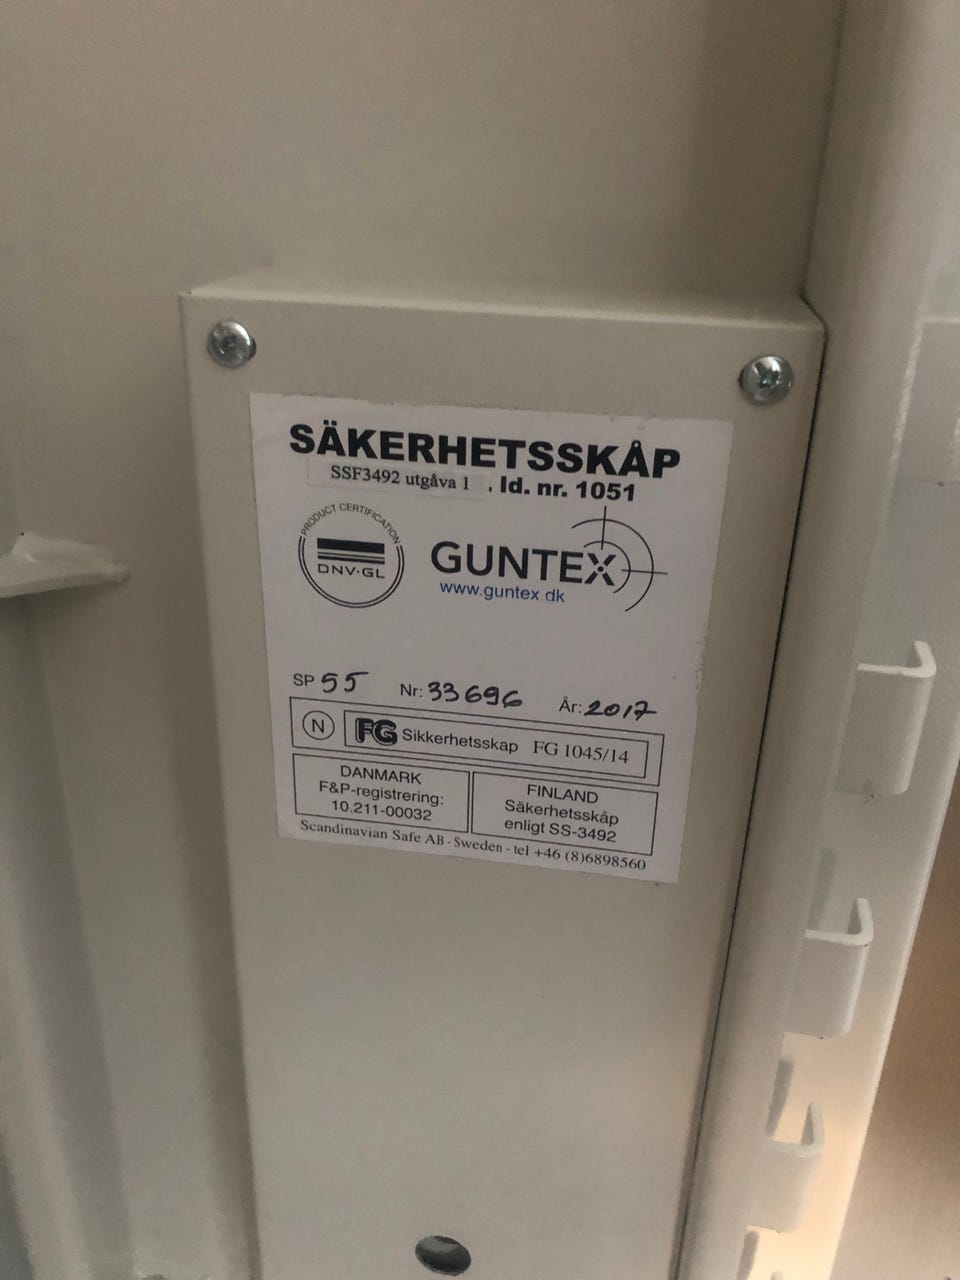 SÄKERHETSSKÅP
SSF3492 utgåva 1 . Id. nr. 1051
PRODUCT CERTIFICATION
DNV·GL
GUNTEX
www.guntex.dk
SP 55 Nr: 33696 År: 2017
N FG Sikkerhetsskap FG 1045/14
DANMARK
F&P-registrering:
10.211-00032
FINLAND
Säkerhetsskåp
enligt SS-3492
Scandinavian Safe AB - Sweden - tel +46 (8)6898560